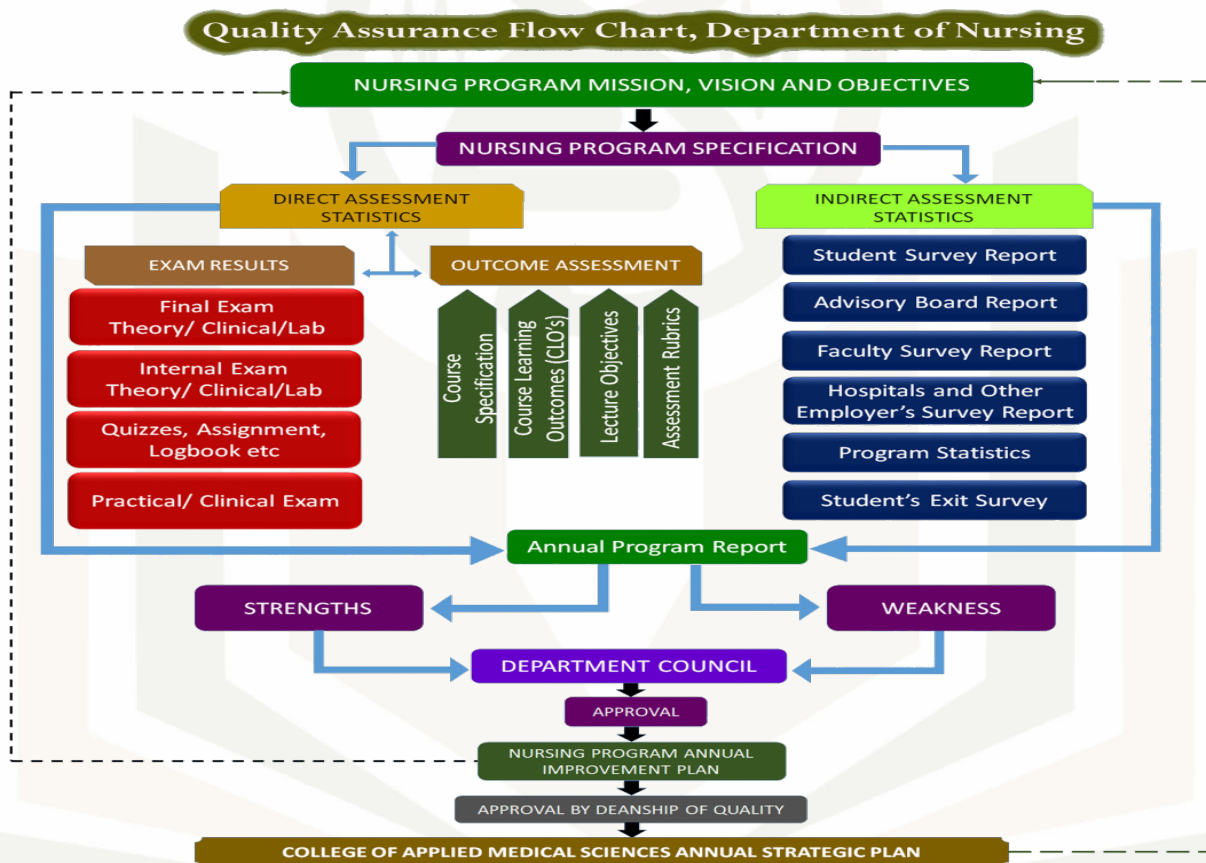 Quality Assurance Flow Chart, Department of Nursing
NURSING PROGRAM MISSION, VISION AND OBJECTIVES
NURSING PROGRAM SPECIFICATION
DIRECT ASSESSMENT
STATISTICS
EXAM RESULTS
Final Exam
Theory/ Clinical/Lab
Internal Exam
Theory/ Clinical/Lab
Quizzes, Assignment,
Logbook etc
Practical/ Clinical Exam
OUTCOME ASSESSMENT
Course
Specification
Course Learning
Outcomes (CLO's)
Lecture Objectives
Assessment Rubrics
INDIRECT ASSESSMENT
STATISTICS
Student Survey Report
Advisory Board Report
Faculty Survey Report
Hospitals and Other
Employer's Survey Report
Program Statistics
Student's Exit Survey
Annual Program Report
STRENGTHS
WEAKNESS
DEPARTMENT COUNCIL
APPROVAL
NURSING PROGRAM ANNUAL
IMPROVEMENT PLAN
APPROVAL BY DEANSHIP OF QUALITY
COLLEGE OF APPLIED MEDICAL SCIENCES ANNUAL STRATEGIC PLAN